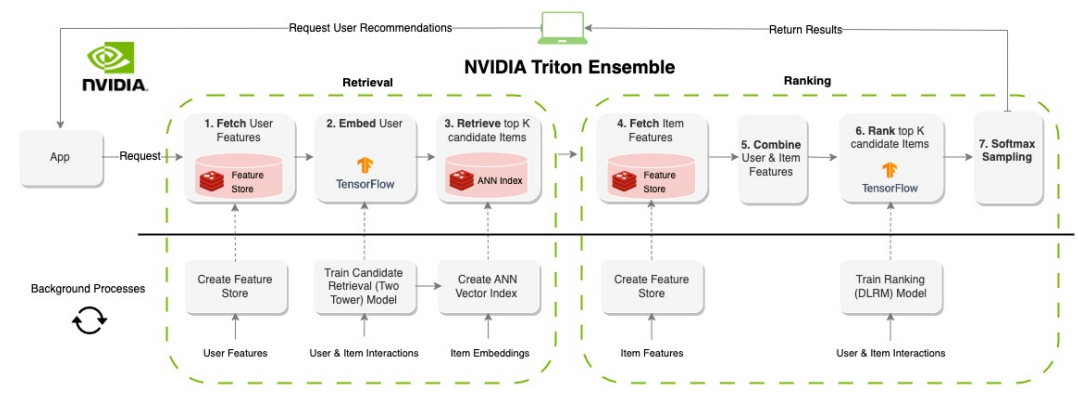 Request User Recommendations
Return Results
NVIDIA Triton Ensemble
NVIDIA.
Retrieval
Ranking
App
Request
1. Fetch User
Features
Feature
Store
2. Embed User
TensorFlow
3. Retrieve top K
candidate Items
ANN Index
4. Fetch Item
Features
Feature
Store
5. Combine
User & Item
Features
6. Rank top K
candidate Items
TensorFlow
7. Softmax
Sampling
Background Processes
Create Feature
Store
Train Candidate
Retrieval (Two
Tower) Model
Create ANN
Vector Index
Create Feature
Store
Train Ranking
(DLRM) Model
User Features
User & Item Interactions
Item Embeddings
Item Features
User & Item Interactions